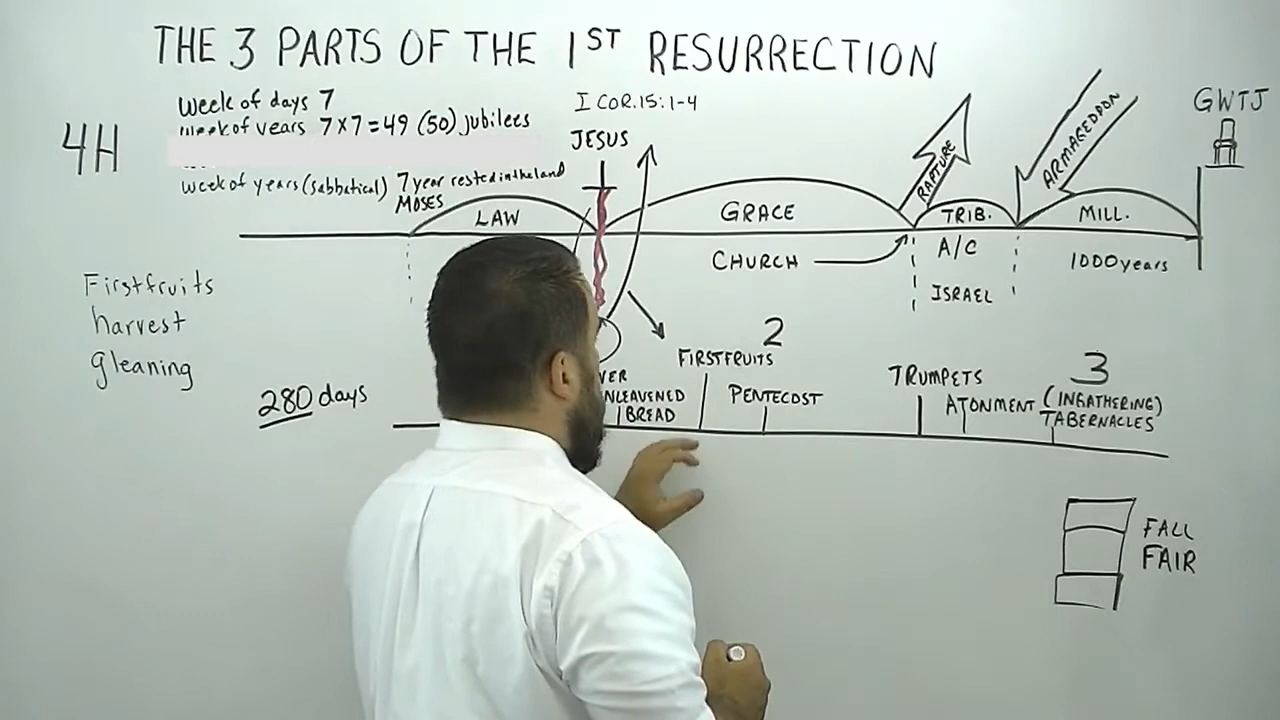 THE 3 PARTS OF THE 1ST RESURRECTION
4H
week of days 7
week of years 7x7=49 (50) jubilees
week of years (sabbatical) 7 year rested in the land
MOSES
LAW
I COR. 15:1-4
JESUS
GRACE
CHURCH
RAPTURE
TRIB.
A/C
ISRAEL
ARMAGEDDON
MILL.
1000 years
GWTJ
Firstfruits
harvest
gleaning
280 days
UNLEAVENED
BREAD
FIRSTFRUITS
2
PENTECOST
TRUMPETS
ATONMENT
3
(INGATHERING)
TABERNACLES
FALL
FAIR